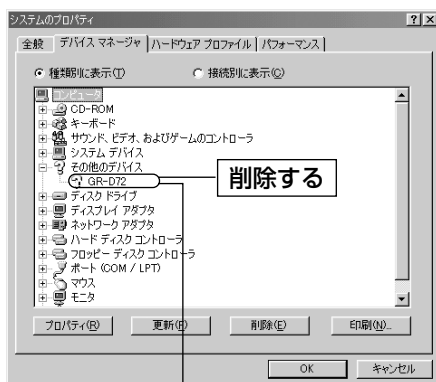 システムのプロパティ
全般 デバイス マネージャ ハードウェア プロファイル パフォーマンス
種類別に表示(T) 接続別に表示(C)
コンピュータ
CD-ROM
キーボード
サウンド、ビデオ、およびゲームのコントローラ
システム デバイス
その他のデバイス
GR-D72
削除する
ディスク ドライブ
ディスプレイ アダプタ
ネットワーク アダプタ
ハード ディスク コントローラ
フロッピー ディスク コントローラ
ポート (COM / LPT)
マウス
モニタ
プロパティ(R) 更新(F) 削除(E) 印刷(N)...
OK キャンセル